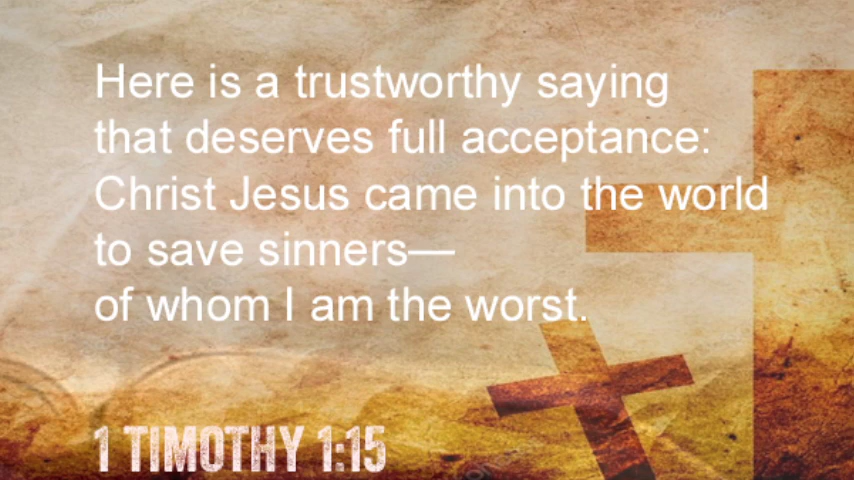 Here is a trustworthy saying
that deserves full acceptance:
Christ Jesus came into the world
to save sinners—
of whom I am the worst.
1 TIMOTHY 1:15